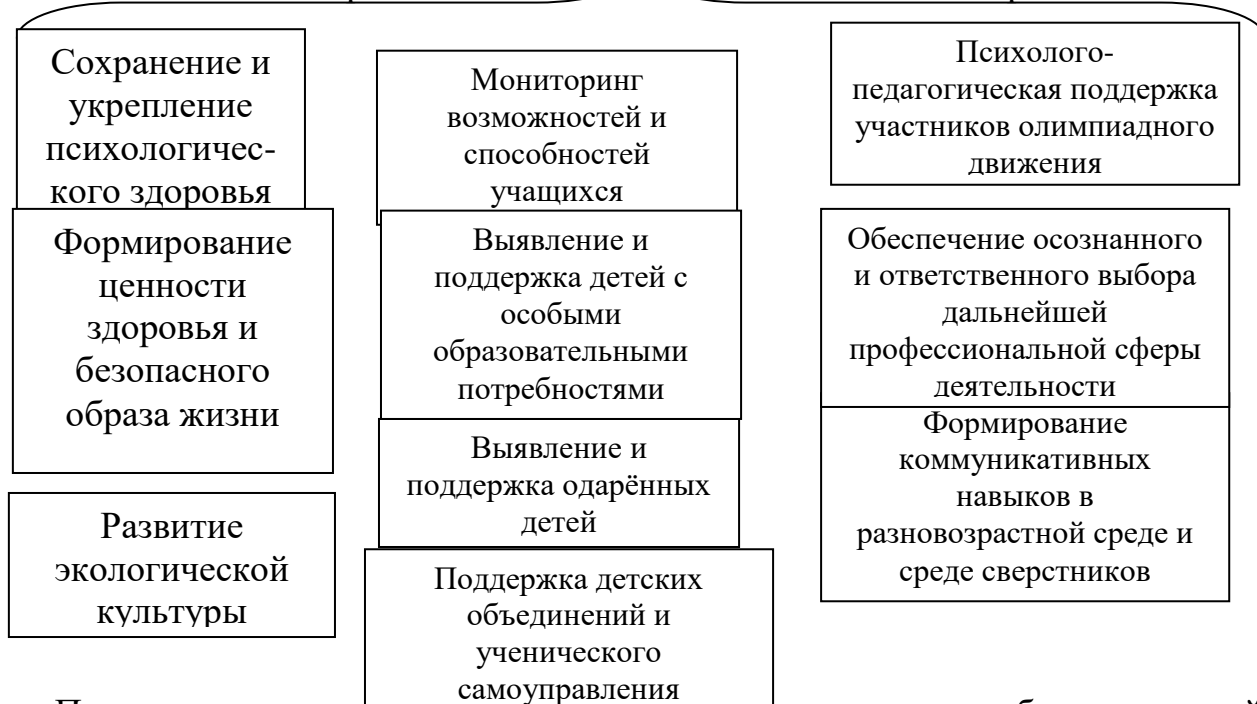 Сохранение и
укрепление
психологичес-
кого здоровья
Формирование
ценности
здоровья и
безопасного
образа жизни
Развитие
экологической
культуры
Мониторинг
возможностей и
способностей
учащихся
Выявление и
поддержка детей с
особыми
образовательными
потребностями
Выявление и
поддержка одарённых
детей
Поддержка детских
объединений и
ученического
самоуправления
Психолого-
педагогическая поддержка
участников олимпиадного
движения
Обеспечение осознанного
и ответственного выбора
дальнейшей
профессиональной сферы
деятельности
Формирование
коммуникативных
навыков в
разновозрастной среде и
среде сверстников